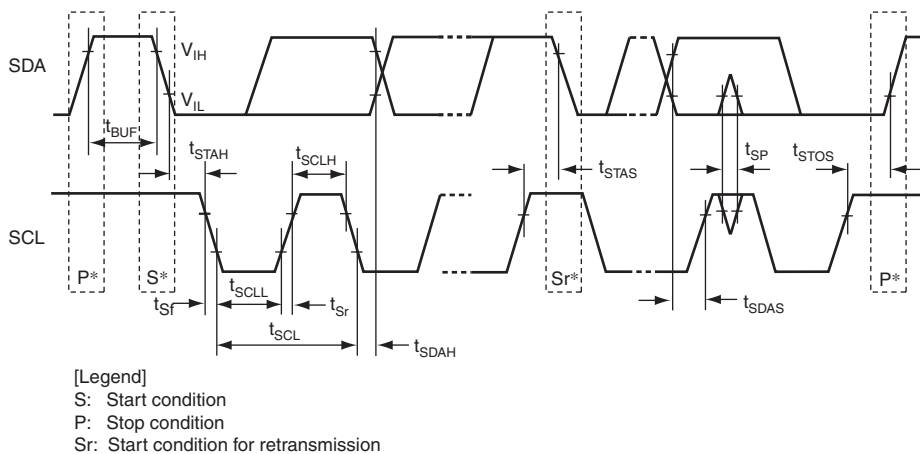 SDA
V_IH
V_IL
t_BUF
t_STAH
t_SCLH
t_STAS
t_SP
t_STOS
SCL
P*
S*
Sr*
P*
t_Sf
t_SCLL
t_Sr
t_SDAS
t_SCL
t_SDAH
[Legend]
S: Start condition
P: Stop condition
Sr: Start condition for retransmission